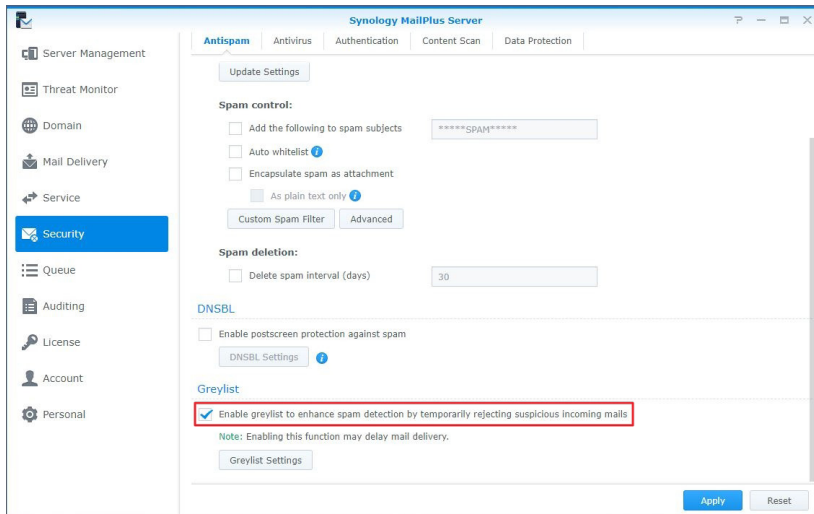 Synology MailPlus Server
Server Management
Threat Monitor
Domain
Mail Delivery
Service
Security
Queue
Auditing
License
Account
Personal
Antispam Antivirus Authentication Content Scan Data Protection
Update Settings
Spam control:
Add the following to spam subjects *****SPAM*****
Auto whitelist
Encapsulate spam as attachment
As plain text only
Custom Spam Filter Advanced
Spam deletion:
Delete spam interval (days) 30
DNSBL
Enable postscreen protection against spam
DNSBL Settings
Greylist
Enable greylist to enhance spam detection by temporarily rejecting suspicious incoming mails
Note: Enabling this function may delay mail delivery.
Greylist Settings
Apply Reset